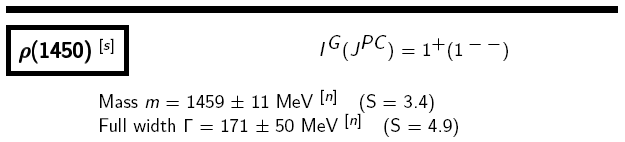 ρ(1450) [s] I^G(J^PC) = 1^+(1^− −)
Mass m = 1459 ± 11 MeV [n] (S = 3.4)
Full width Γ = 171 ± 50 MeV [n] (S = 4.9)